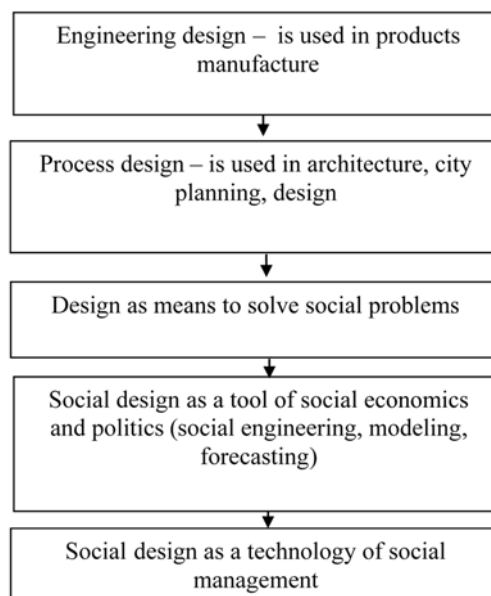 Engineering design – is used in products
manufacture
Process design – is used in architecture, city
planning, design
Design as means to solve social problems
Social design as a tool of social economics
and politics (social engineering, modeling,
forecasting)
Social design as a technology of social
management